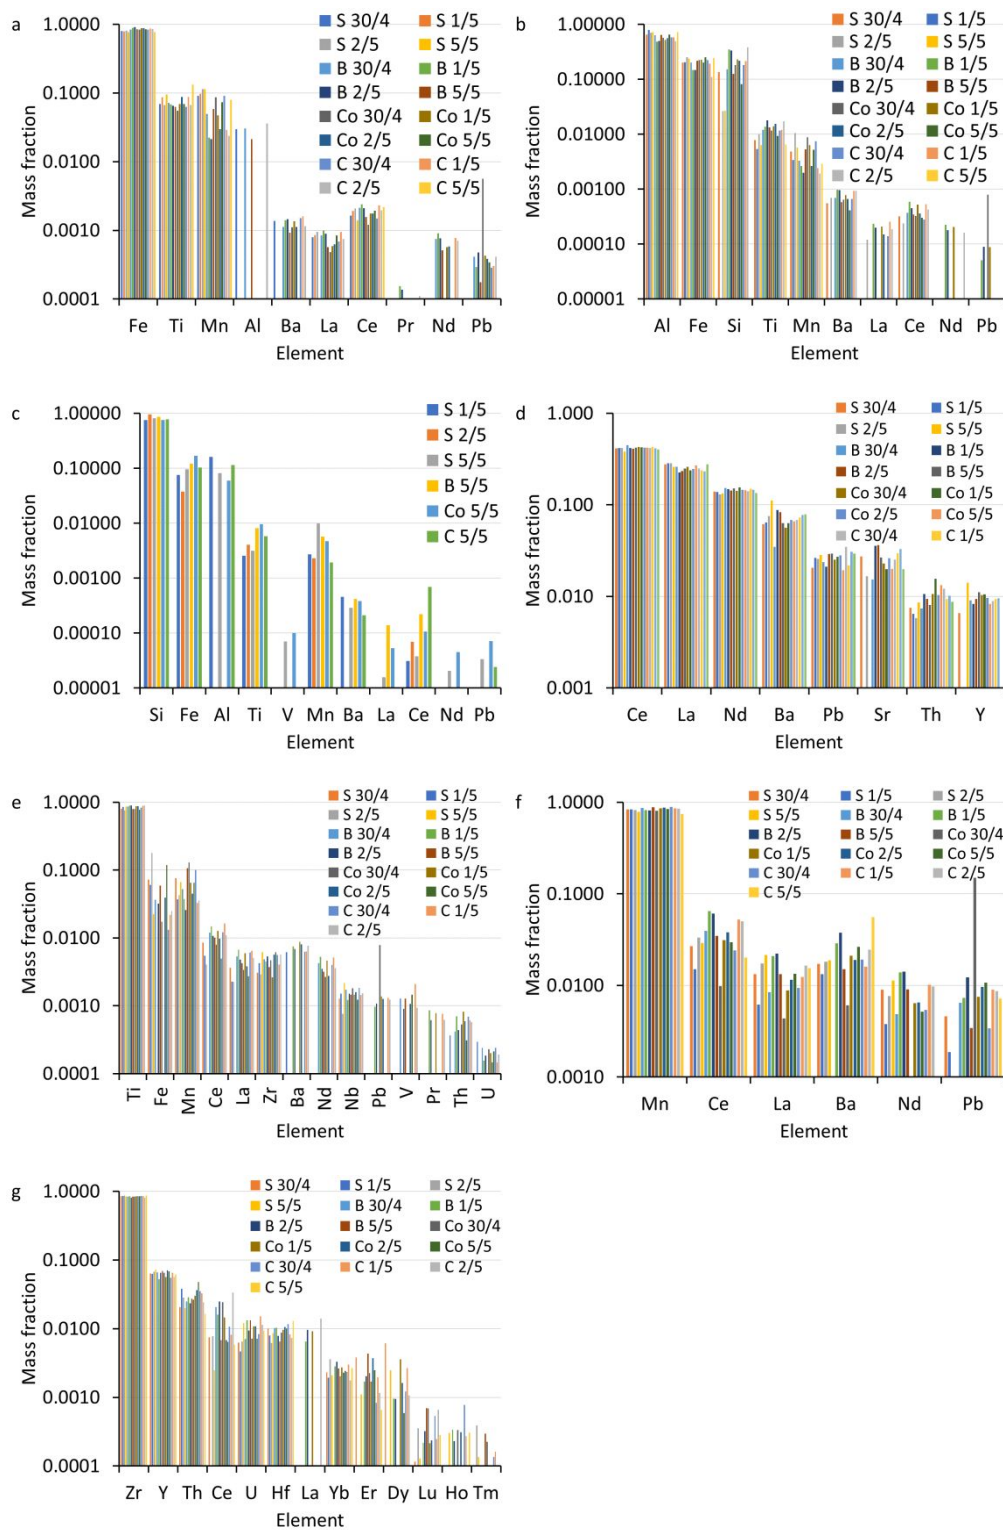 a
S 30/4 S 1/5
S 2/5 S 5/5
B 30/4 B 1/5
B 2/5 B 5/5
Co 30/4 Co 1/5
Co 2/5 Co 5/5
C 30/4 C 1/5
C 2/5 C 5/5
1.0000
0.1000
0.0100
0.0010
0.0001
Mass fraction
Fe Ti Mn Al Ba La Ce Pr Nd Pb
Element
b
S 30/4 S 1/5
S 2/5 S 5/5
B 30/4 B 1/5
B 2/5 B 5/5
Co 30/4 Co 1/5
Co 2/5 Co 5/5
C 30/4 C 1/5
C 2/5 C 5/5
1.00000
0.10000
0.01000
0.00100
0.00010
0.00001
Mass fraction
Al Fe Si Ti Mn Ba La Ce Nd Pb
Element
c
S 1/5
S 2/5
S 5/5
B 5/5
Co 5/5
C 5/5
1.00000
0.10000
0.01000
0.00100
0.00010
0.00001
Mass fraction
Si Fe Al Ti V Mn Ba La Ce Nd Pb
Element
d
S 30/4 S 1/5
S 2/5 S 5/5
B 30/4 B 1/5
B 2/5 B 5/5
Co 30/4 Co 1/5
Co 2/5 Co 5/5
C 30/4 C 1/5
1.000
0.100
0.010
0.001
Mass fraction
Ce La Nd Ba Pb Sr Th Y
Element
e
S 30/4 S 1/5
S 2/5 S 5/5
B 30/4 B 1/5
B 2/5 B 5/5
Co 30/4 Co 1/5
Co 2/5 Co 5/5
C 30/4 C 1/5
C 2/5
1.0000
0.1000
0.0100
0.0010
0.0001
Mass fraction
Ti Fe Mn Ce La Zr Ba Nd Nb Pb V Pr Th U
Element
f
S 30/4 S 1/5 S 2/5
S 5/5 B 30/4 B 1/5
B 2/5 B 5/5 Co 30/4
Co 1/5 Co 2/5 Co 5/5
C 30/4 C 1/5 C 2/5
C 5/5
1.0000
0.1000
0.0100
0.0010
Mass fraction
Mn Ce La Ba Nd Pb
Element
g
S 30/4 S 1/5 S 2/5
S 5/5 B 30/4 B 1/5
B 2/5 B 5/5 Co 30/4
Co 1/5 Co 2/5 Co 5/5
C 30/4 C 1/5 C 2/5
C 5/5
1.0000
0.1000
0.0100
0.0010
0.0001
Mass fraction
Zr Y Th Ce U Hf La Yb Er Dy Lu Ho Tm
Element